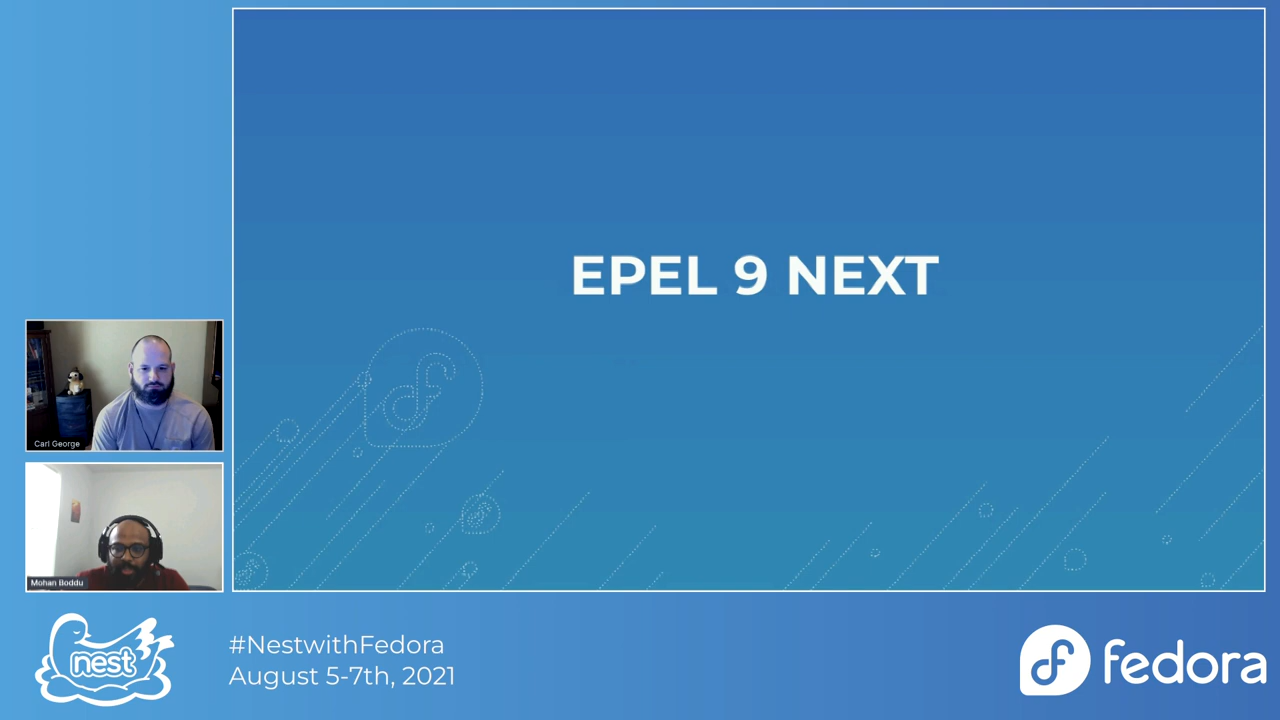 EPEL 9 NEXT
Carl George
Mohan Boddu
nest
#NestwithFedora
August 5-7th, 2021
fedora